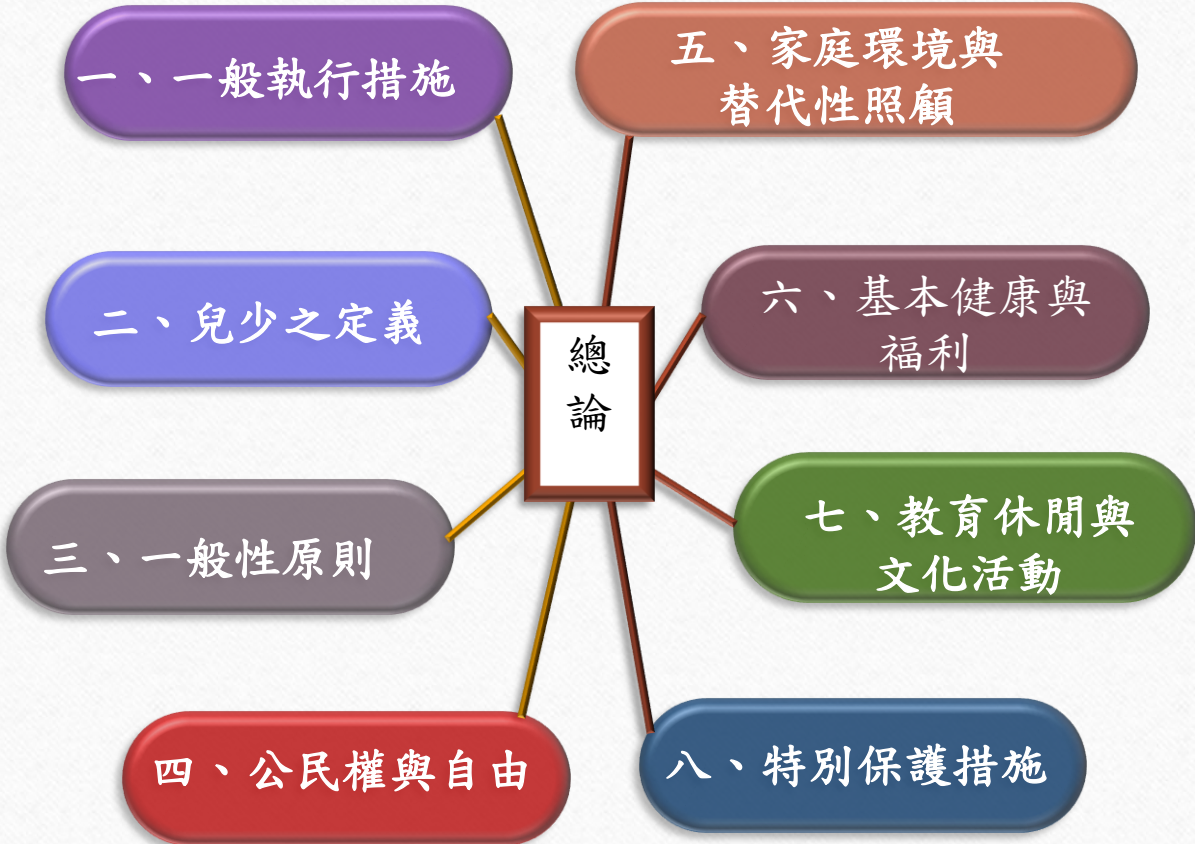 一、一般執行措施
二、兒少之定義
三、一般性原則
四、公民權與自由
總
論
五、家庭環境與
替代性照顧
六、基本健康與
福利
七、教育休閒與
文化活動
八、特別保護措施